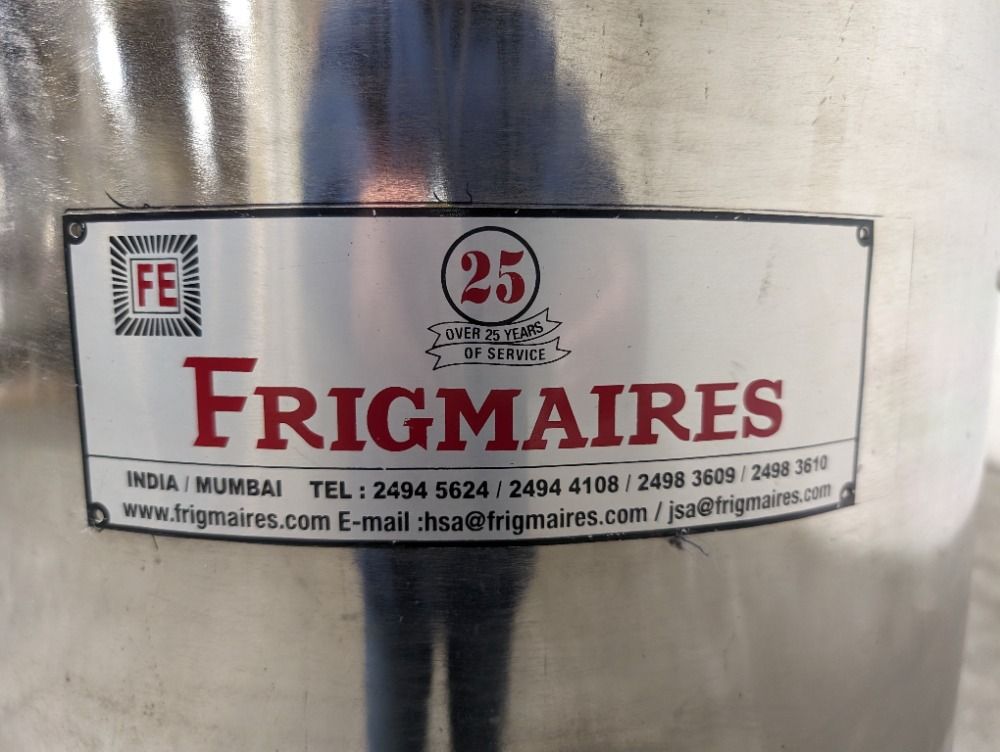 FE
25
OVER 25 YEARS
OF SERVICE
FRIGMAIRES
INDIA / MUMBAI TEL : 2494 5624 / 2494 4108 / 2498 3609 / 2498 3610
www.frigmaires.com E-mail :hsa@frigmaires.com / jsa@frigmaires.com